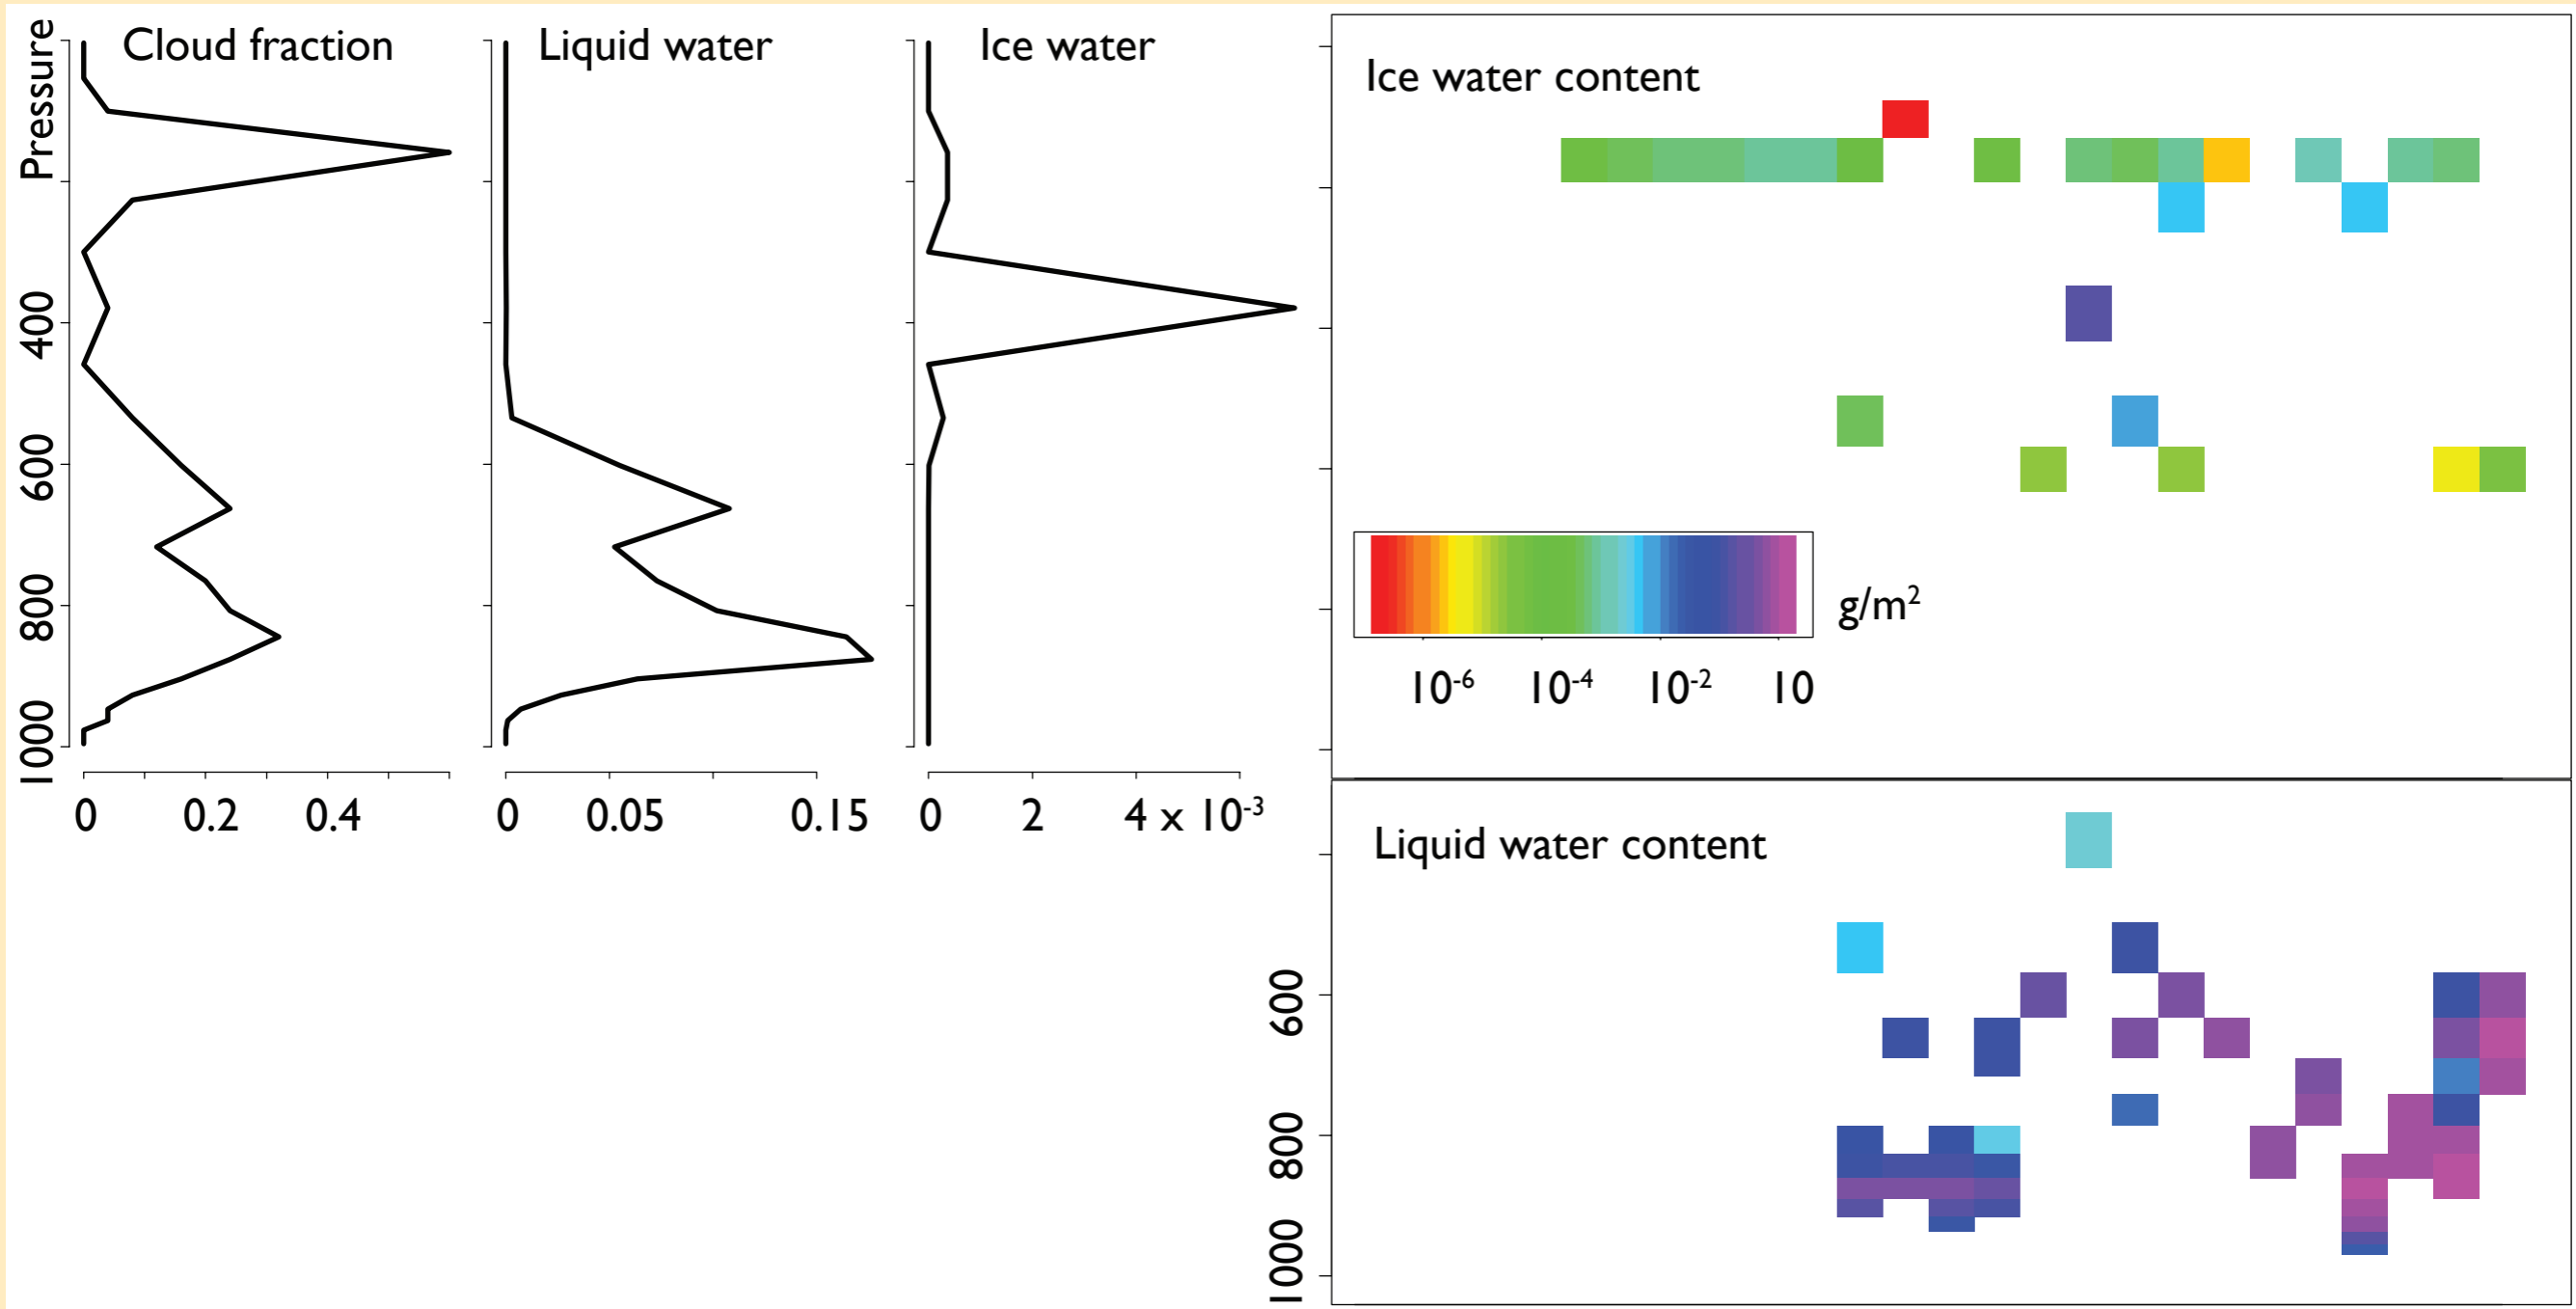 Cloud fraction
Liquid water
Ice water
Pressure
400
600
800
1000
0 0.2 0.4
0 0.05 0.15
0 2 4 x 10⁻³
Ice water content
g/m²
10⁻⁶ 10⁻⁴ 10⁻² 10
Liquid water content
600
800
1000